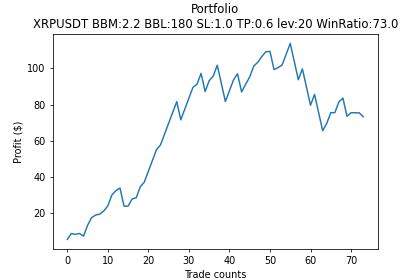 Portfolio
XRPUSDT BBM:2.2 BBL:180 SL:1.0 TP:0.6 lev:20 WinRatio:73.0
100
80
60
40
20
Profit ($)
0 10 20 30 40 50 60 70
Trade counts